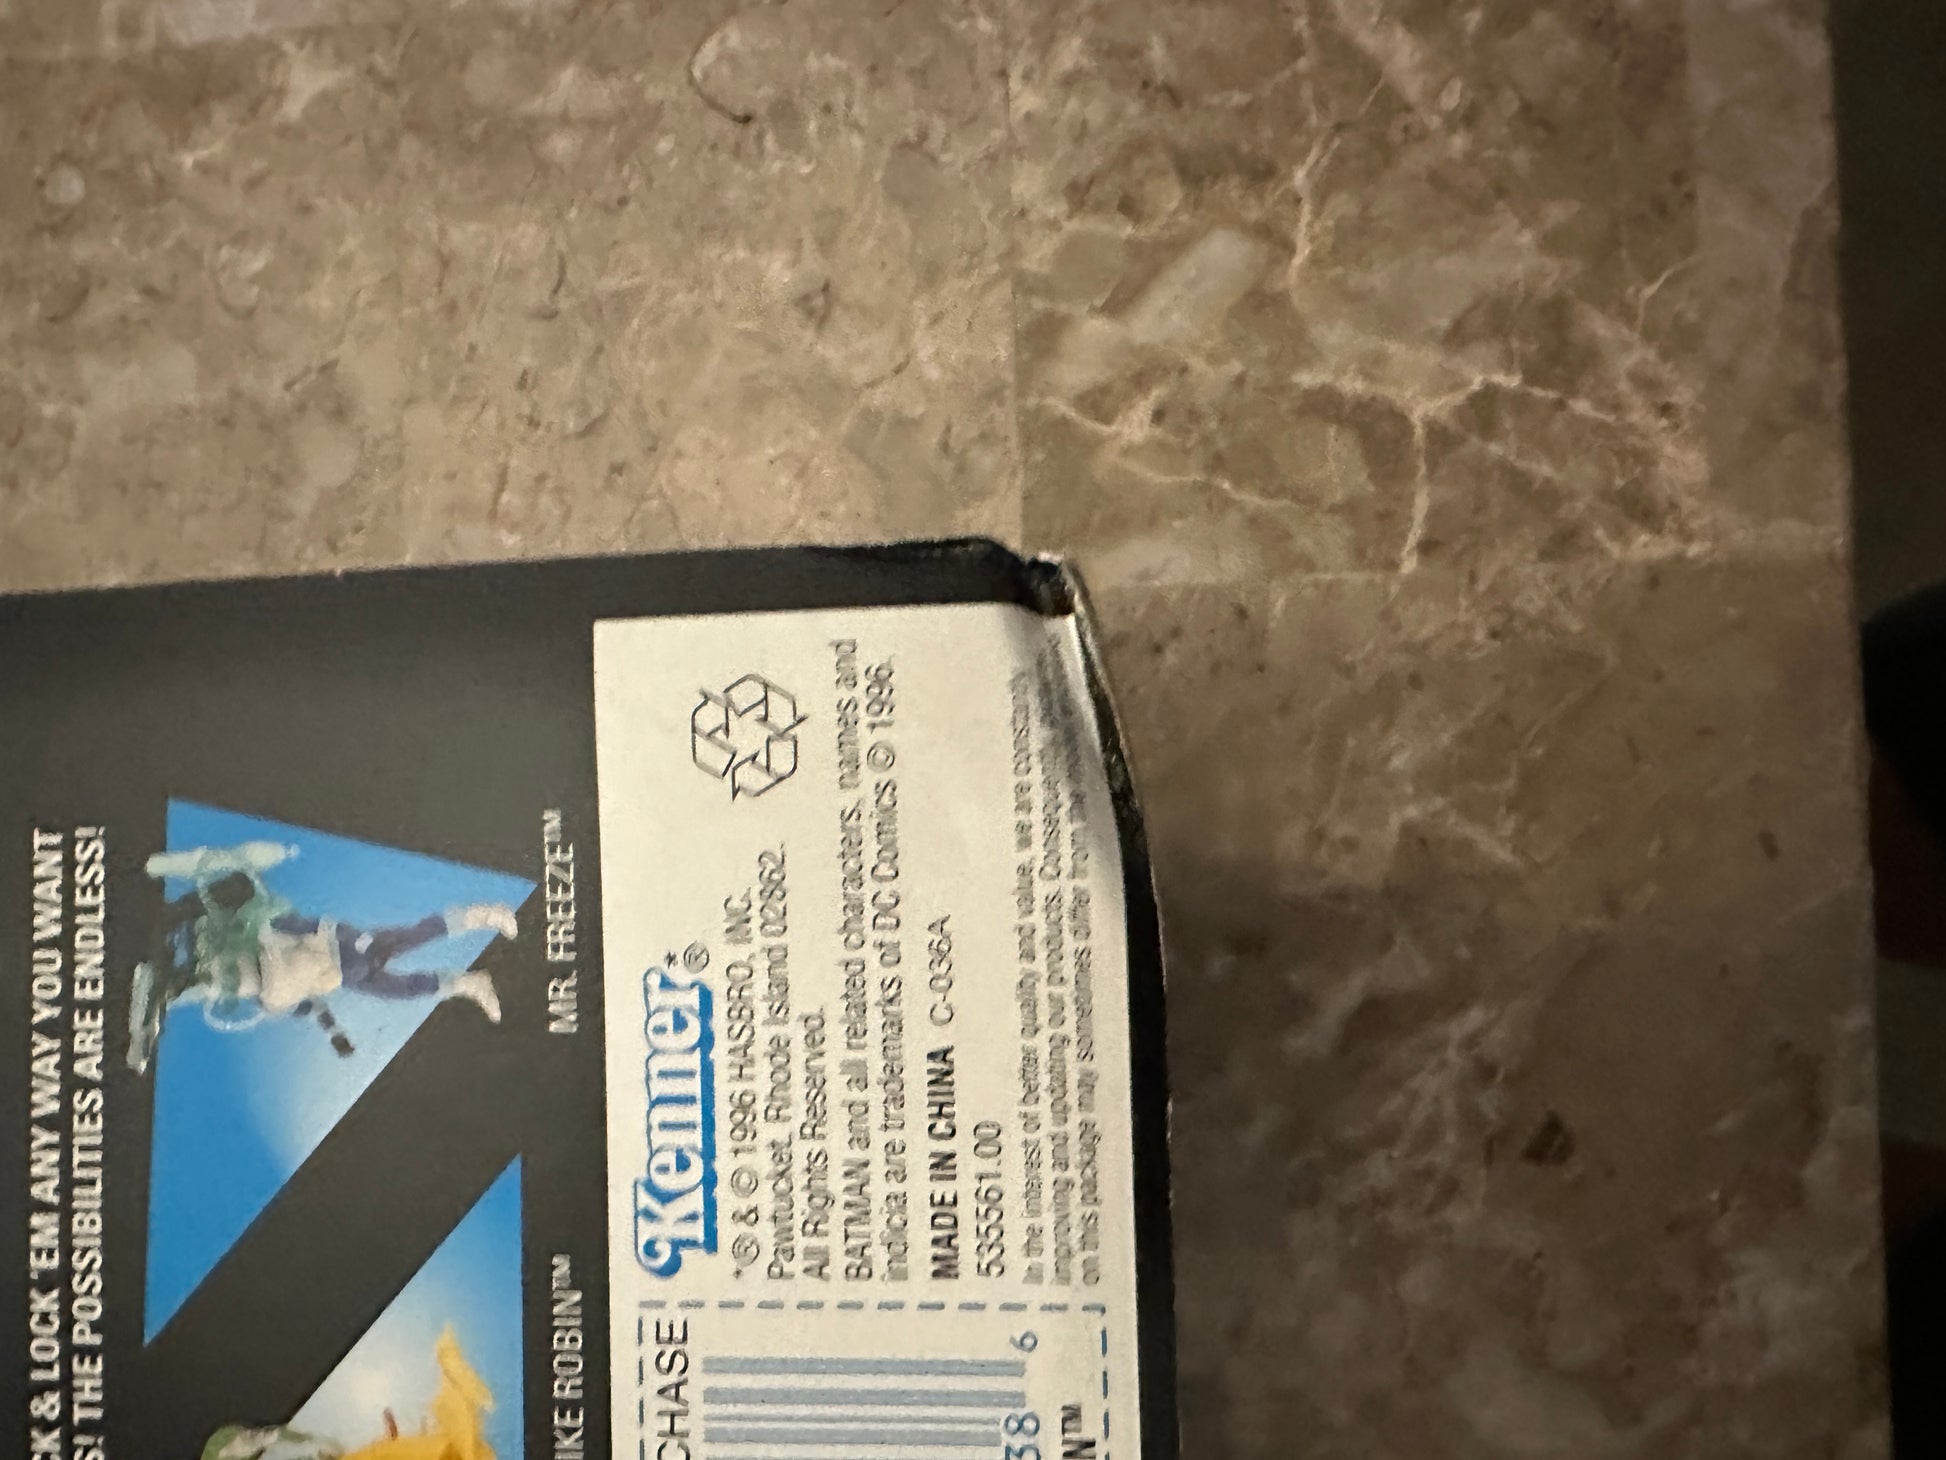 CK & LOCK 'EM ANY WAY YOU WANT
S! THE POSSIBILITIES ARE ENDLESS!
MR. FREEZE™
IKE ROBIN™
CHASE
38 6
N™
Kenner*®
*® & © 1996 HASBRO, INC.
Pawtucket, Rhode Island 02862.
All Rights Reserved.
BATMAN and all related characters, names and
indicia are trademarks of DC Comics © 1996.
MADE IN CHINA C-036A
535561.00
In the interest of better quality and value, we are constantly
improving and updating our products. Consequently
on this package may sometimes differ from the